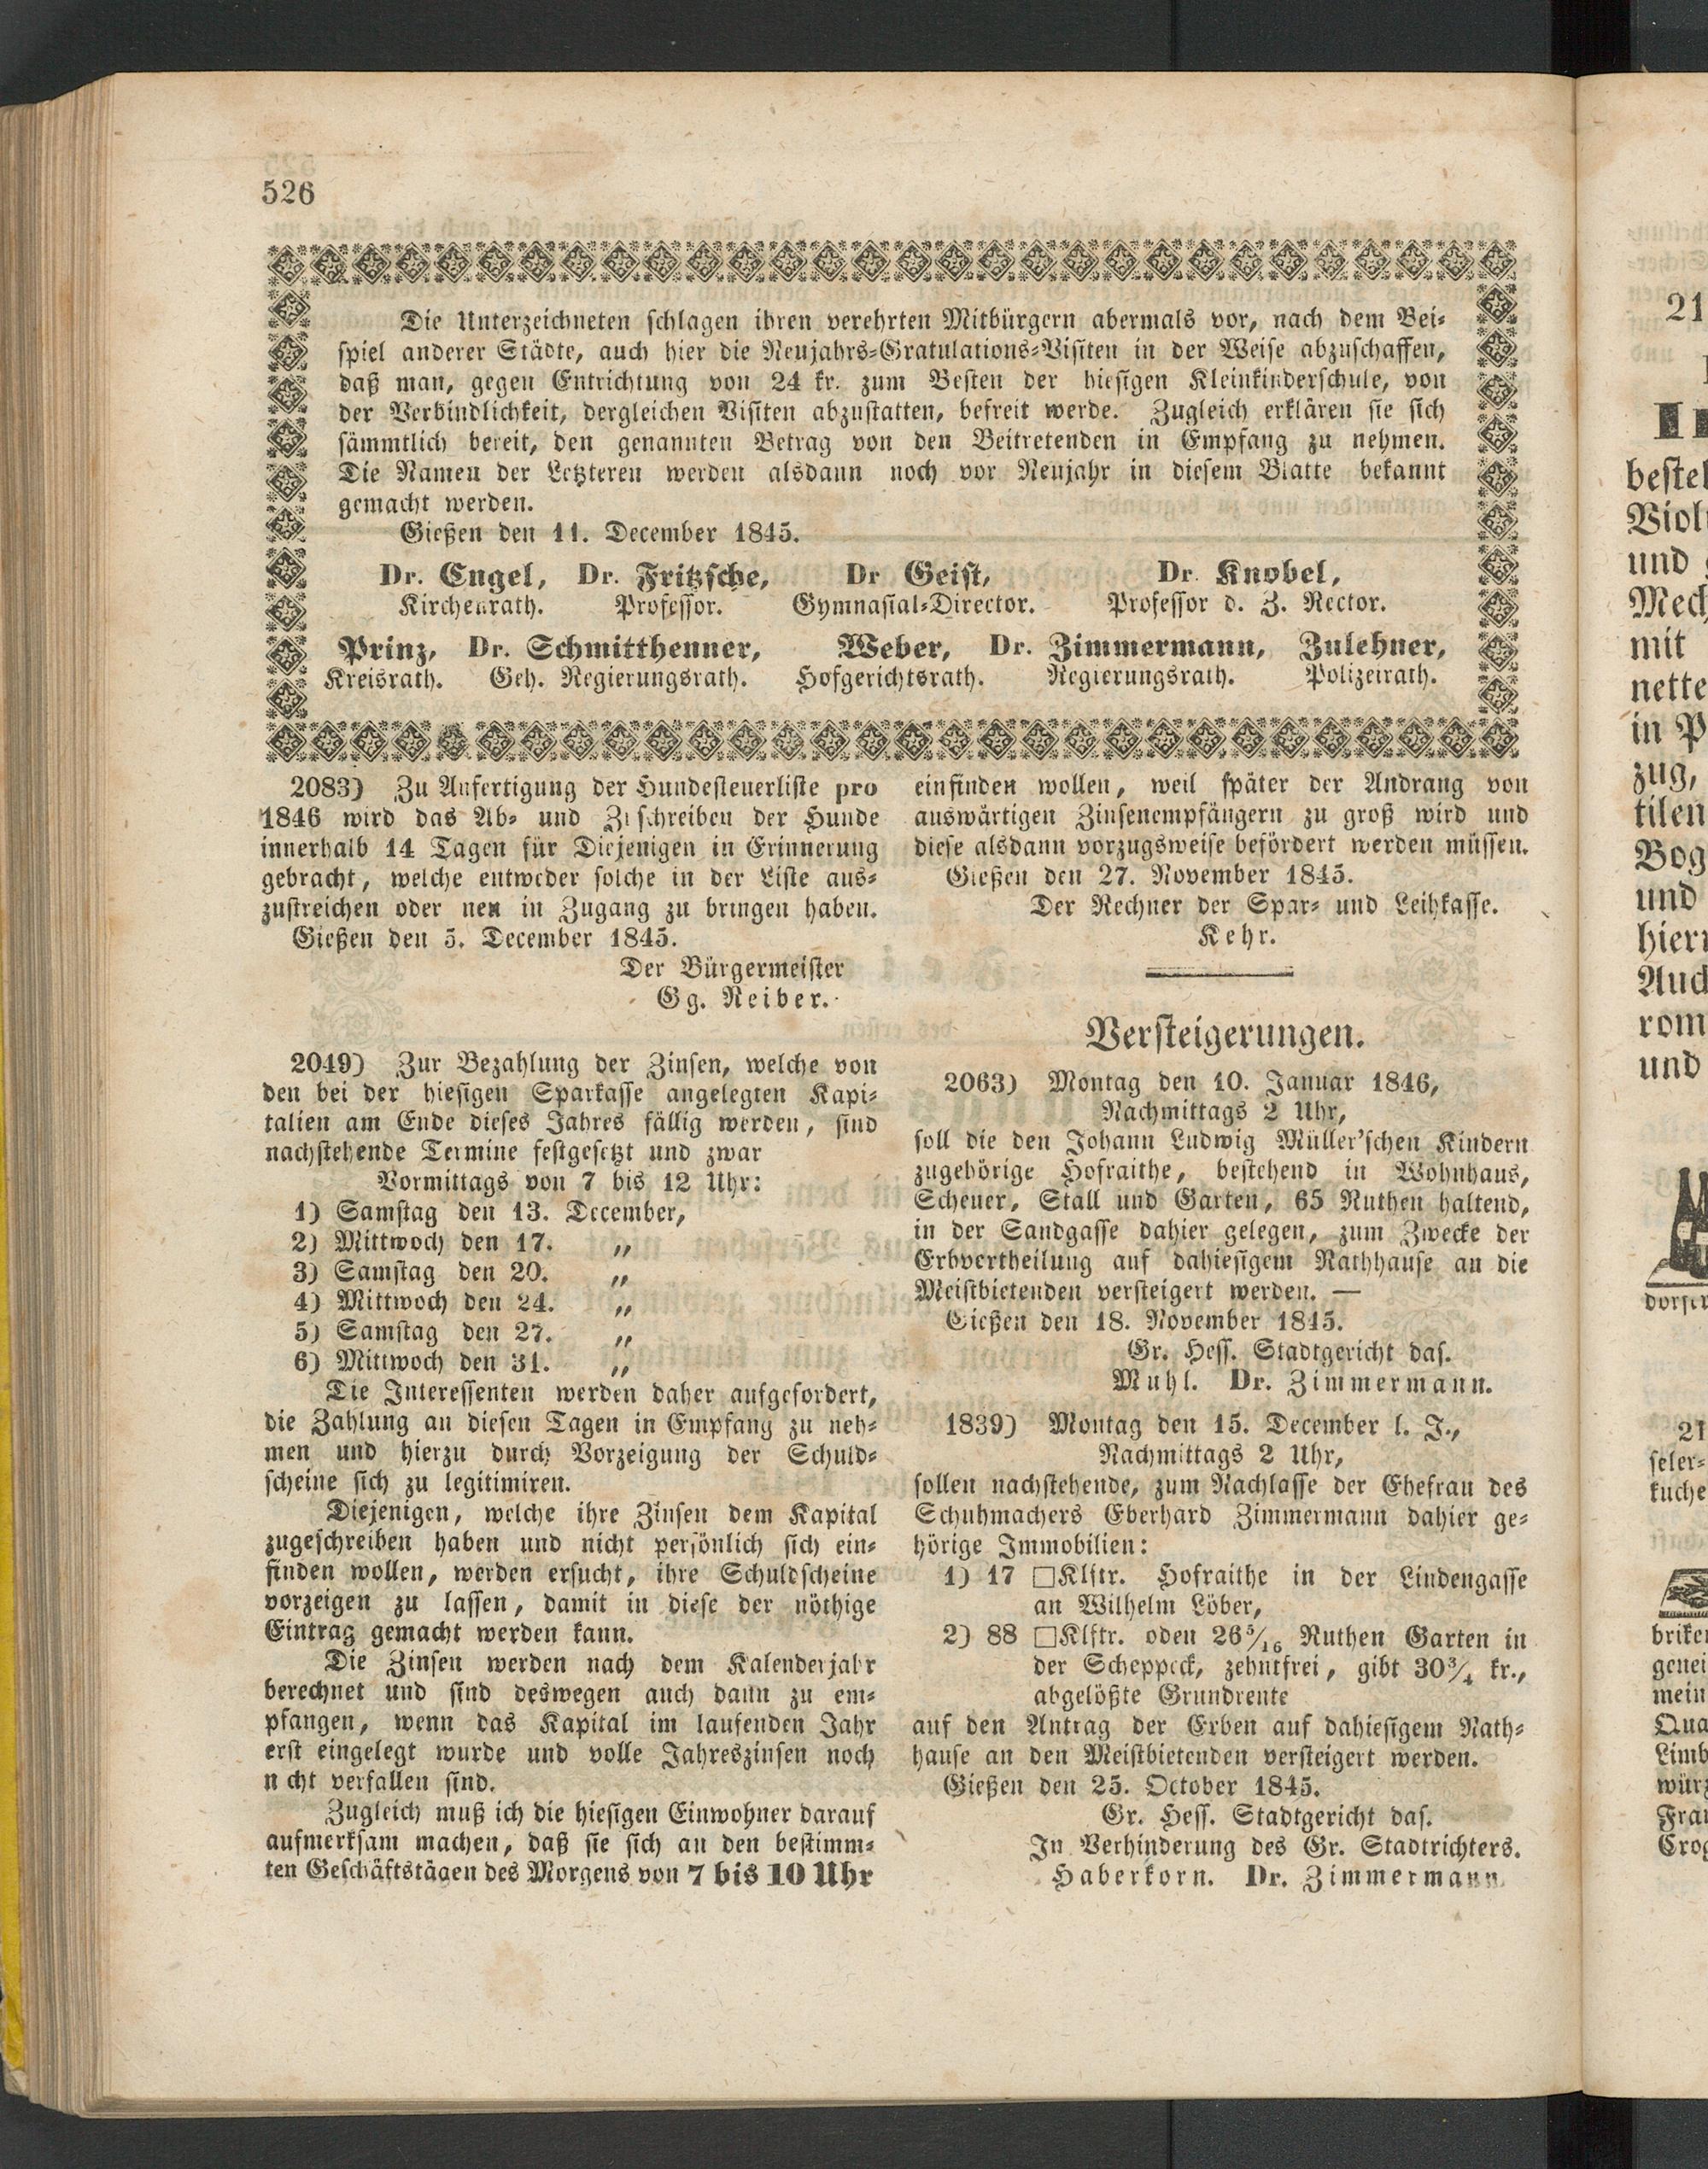 526
Die Unterzeichneten schlagen ihren verehrten Mitbürgern abermals vor, nach dem Bei-
spiel anderer Städte, auch hier die Neujahrs-Gratulations-Visiten in der Weise abzuschaffen,
daß man, gegen Entrichtung von 24 kr. zum Besten der hiesigen Kleinkinderschule, von
der Verbindlichkeit, dergleichen Visiten abzustatten, befreit werde. Zugleich erklären sie sich
sämmtlich bereit, den genannten Betrag von den Beitretenden in Empfang zu nehmen.
Die Namen der Letzteren werden alsdann noch vor Neujahr in diesem Blatte bekannt
gemacht werden.
Gießen den 11. December 1845.
Dr. Engel, Dr. Fritzsche, Dr Geist, Dr. Knobel,
Kirchenrath. Professor. Gymnasial-Director. Professor d. Z. Rector.
Prinz, Dr. Schmitthenner, Weber, Dr. Zimmermann, Zulehner,
Kreisrath. Geh. Regierungsrath. Hofgerichtsrath. Regierungsrath. Polizeirath.
2083) Zu Anfertigung der Hundesteuerliste pro
1846 wird das Ab- und Zuschreiben der Hunde
innerhalb 14 Tagen für Diejenigen in Erinnerung
gebracht, welche entweder solche in der Liste aus-
zustreichen oder neu in Zugang zu bringen haben.
Gießen den 5. December 1845.
Der Bürgermeister
Gg. Reiber.
2049) Zur Bezahlung der Zinsen, welche von
den bei der hiesigen Sparkasse angelegten Kapi-
talien am Ende dieses Jahres fällig werden, sind
nachstehende Termine festgesetzt und zwar
Vormittags von 7 bis 12 Uhr:
1) Samstag den 13. December,
2) Mittwoch den 17. „
3) Samstag den 20. „
4) Mittwoch den 24. „
5) Samstag den 27. „
6) Mittwoch den 31. „
Die Interessenten werden daher aufgefordert,
die Zahlung an diesen Tagen in Empfang zu neh-
men und hierzu durch Vorzeigung der Schuld-
scheine sich zu legitimiren.
Diejenigen, welche ihre Zinsen dem Kapital
zugeschreiben haben und nicht persönlich sich ein-
finden wollen, werden ersucht, ihre Schuldscheine
vorzeigen zu lassen, damit in diese der nöthige
Eintrag gemacht werden kann.
Die Zinsen werden nach dem Kalenderjahr
berechnet und sind deswegen auch dann zu em-
pfangen, wenn das Kapital im laufenden Jahr
erst eingelegt wurde und volle Jahreszinsen noch
n cht verfallen sind.
Zugleich muß ich die hiesigen Einwohner darauf
aufmerksam machen, daß sie sich an den bestimm-
ten Geschäftstägen des Morgens von 7 bis 10 Uhr
einfinden wollen, weil später der Andrang von
auswärtigen Zinsenempfängern zu groß wird und
diese alsdann vorzugsweise befördert werden müssen.
Gießen den 27. November 1845.
Der Rechner der Spar- und Leihkasse.
Kehr.
Versteigerungen.
2063) Montag den 10. Januar 1846,
Nachmittags 2 Uhr,
soll die den Johann Ludwig Müller'schen Kindern
zugehörige Hofraithe, bestehend in Wohnhaus,
Scheuer, Stall und Garten, 65 Ruthen haltend,
in der Sandgasse dahier gelegen, zum Zwecke der
Erbvertheilung auf dahiesigem Rathhause an die
Meistbietenden versteigert werden. —
Gießen den 18. November 1845.
Gr. Hess. Stadtgericht das.
Muhl. Dr. Zimmermann.
1839) Montag den 15. December l. J.,
Nachmittags 2 Uhr,
sollen nachstehende, zum Nachlasse der Ehefrau des
Schuhmachers Eberhard Zimmermann dahier ge-
hörige Immobilien:
1) 17 □Klftr. Hofraithe in der Lindengasse
an Wilhelm Löber,
2) 88 □Klftr. oden 26⁵/₁₆ Ruthen Garten in
der Scheppeck, zehntfrei, gibt 30³/₄ kr.,
abgelößte Grundrente
auf den Antrag der Erben auf dahiesigem Rath-
hause an den Meistbietenden versteigert werden.
Gießen den 25. October 1845.
Gr. Hess. Stadtgericht das.
In Verhinderung des Gr. Stadtrichters.
Haberkorn. Dr. Zimmermann